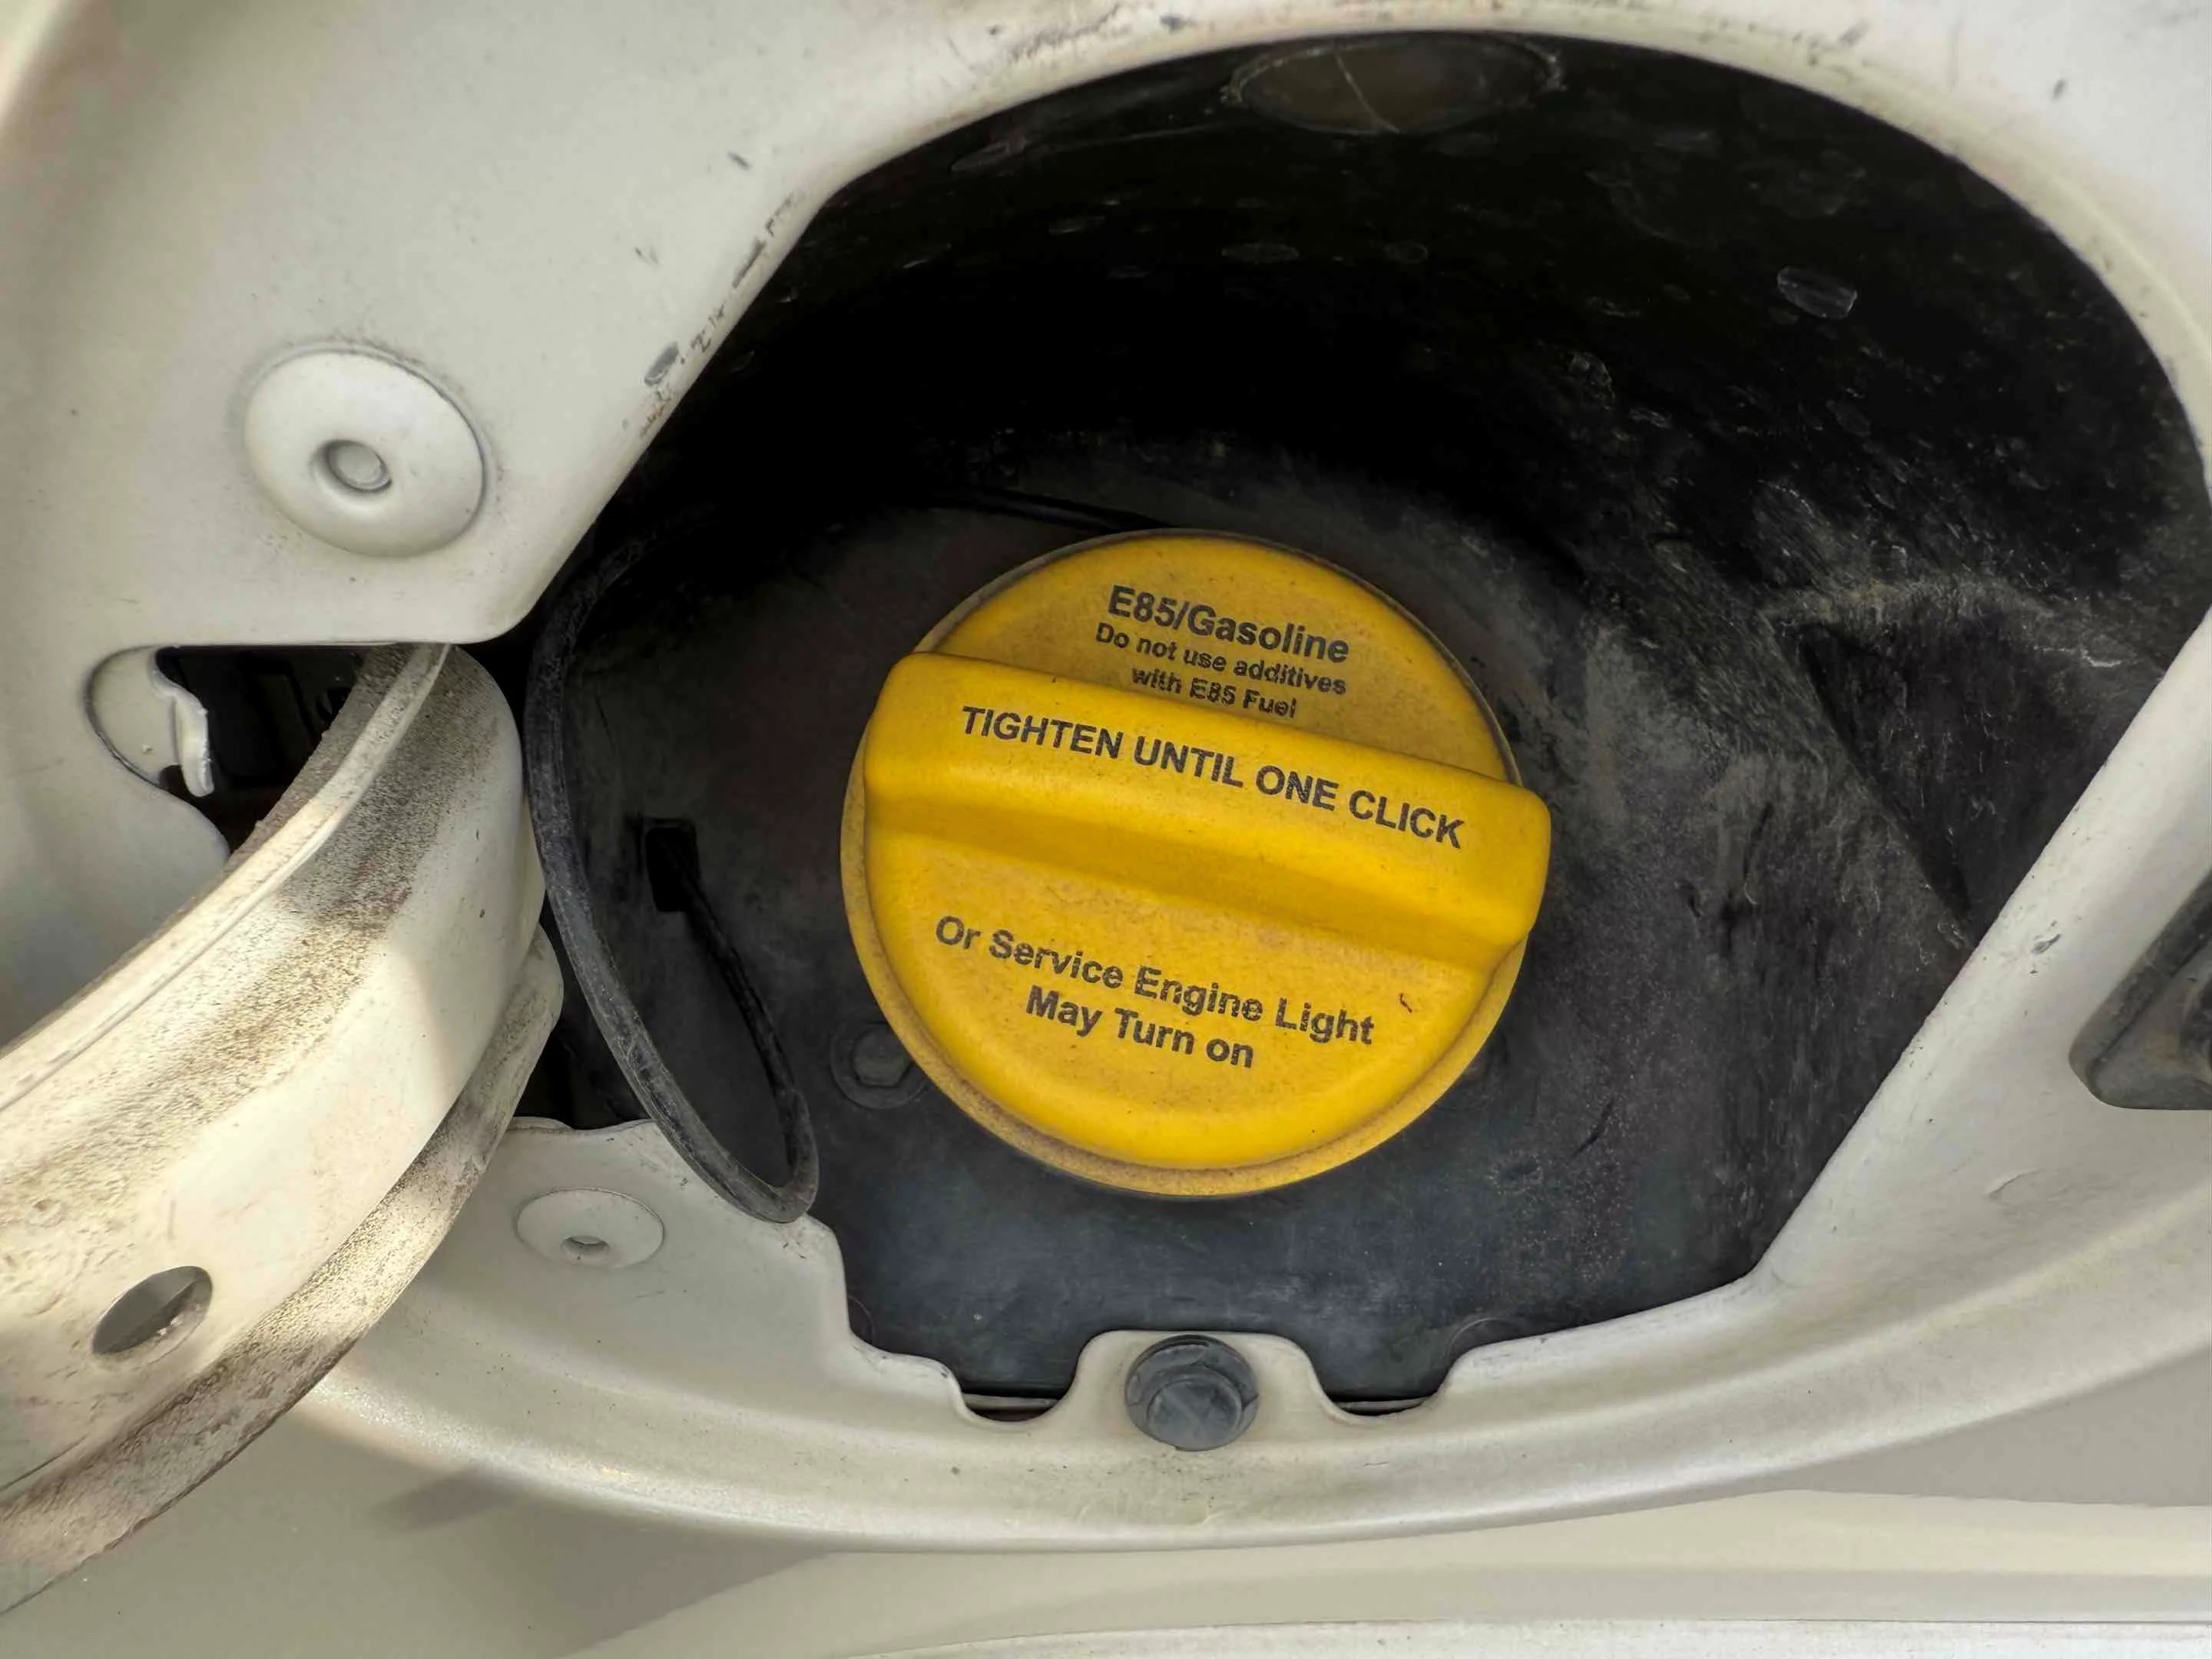 E85/Gasoline
Do not use additives
with E85 Fuel
TIGHTEN UNTIL ONE CLICK
Or Service Engine Light
May Turn on